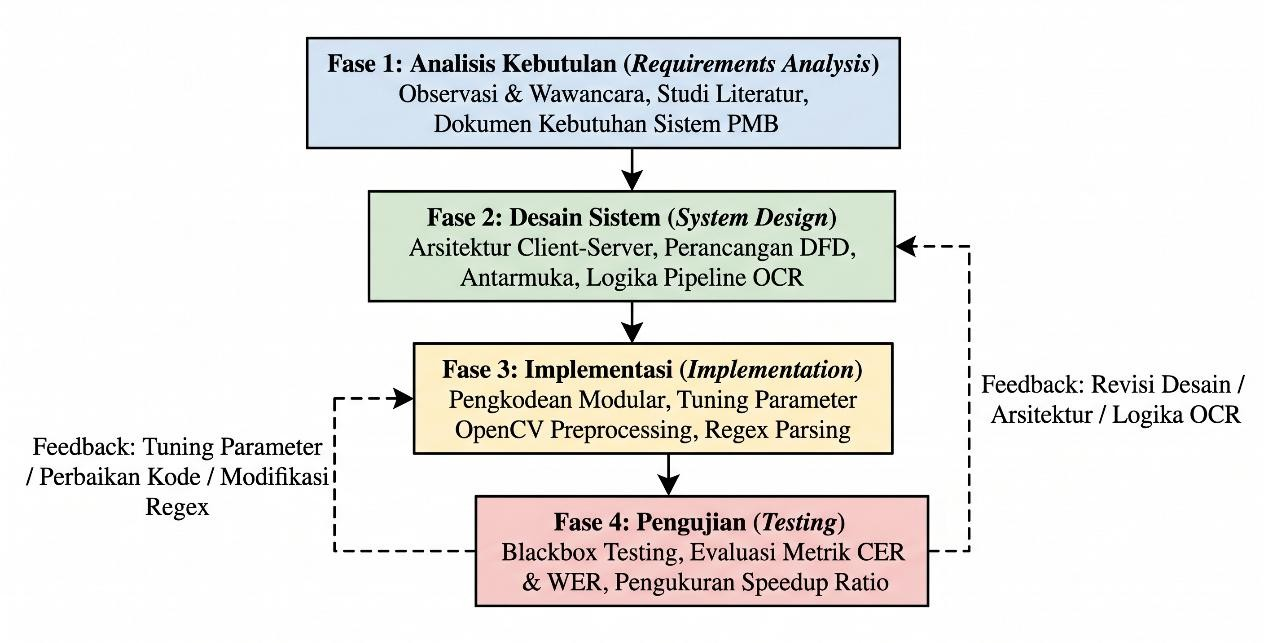 Fase 1: Analisis Kebutulan (Requirements Analysis)
Observasi & Wawancara, Studi Literatur,
Dokumen Kebutuhan Sistem PMB
Fase 2: Desain Sistem (System Design)
Arsitektur Client-Server, Perancangan DFD,
Antarmuka, Logika Pipeline OCR
Fase 3: Implementasi (Implementation)
Pengkodean Modular, Tuning Parameter
OpenCV Preprocessing, Regex Parsing
Feedback: Revisi Desain /
Arsitektur / Logika OCR
Feedback: Tuning Parameter
/ Perbaikan Kode / Modifikasi
Regex
Fase 4: Pengujian (Testing)
Blackbox Testing, Evaluasi Metrik CER
& WER, Pengukuran Speedup Ratio